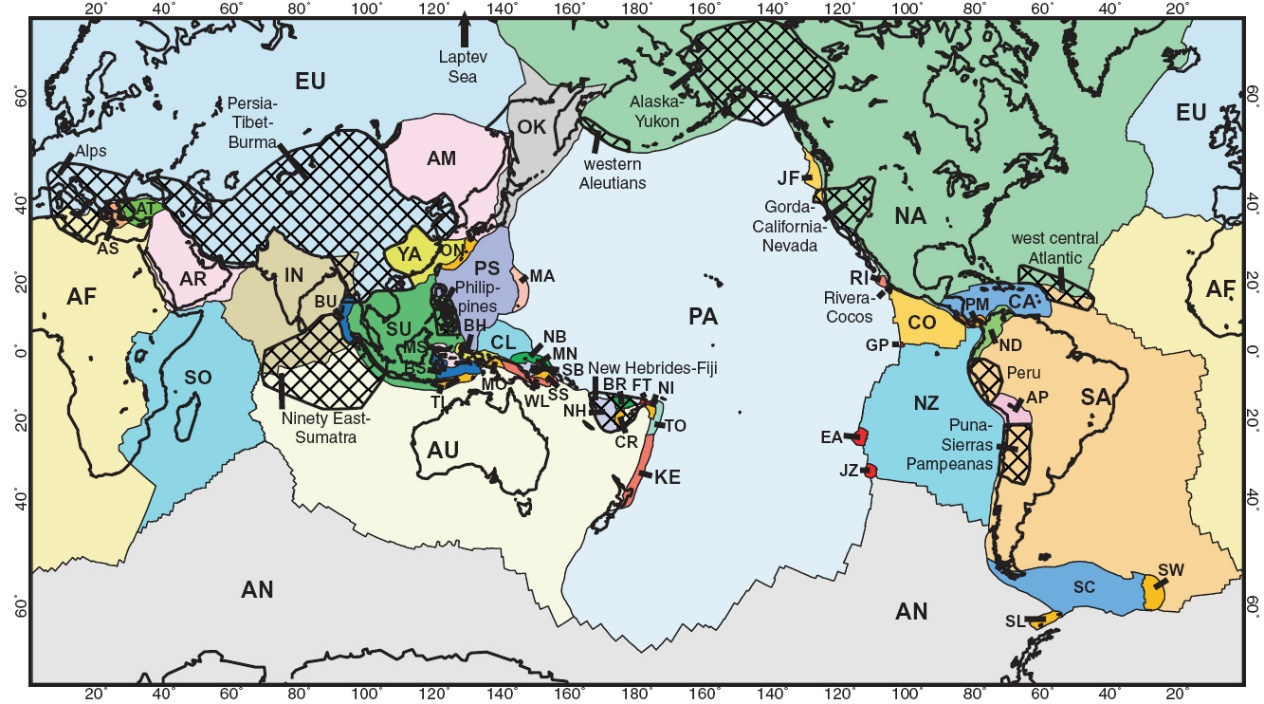 20° 40° 60° 80° 100° 120° 140° 160° 180° 160° 140° 120° 100° 80° 60° 40° 20°
Laptev
Sea
EU
60°
60°
Persia-
Tibet-
Burma
Alaska-
Yukon
OK
EU
Alps
AM
western
Aleutians
JF
40°
40°
AT
Gorda-
California-
Nevada
NA
AS
YA
ON
west central
Atlantic
AR
IN
PS
MA
RI
20°
20°
AF
BU
Philip-
pines
Rivera-
Cocos
PM
CA
AF
SU
BH
PA
CO
MS
CL
NB
GP
ND
0°
0°
MN
BS
SB
New Hebrides-Fiji
Peru
SO
MO
SS
BR
FT
NI
AP
TI
WL
NH
NZ
SA
20°
20°
Ninety East-
Sumatra
TO
Puna-
Sierras
Pampeanas
CR
EA
AU
KE
JZ
40°
40°
AN
SC
SW
60°
60°
AN
SL
20° 40° 60° 80° 100° 120° 140° 160° 180° 160° 140° 120° 100° 80° 60° 40° 20°